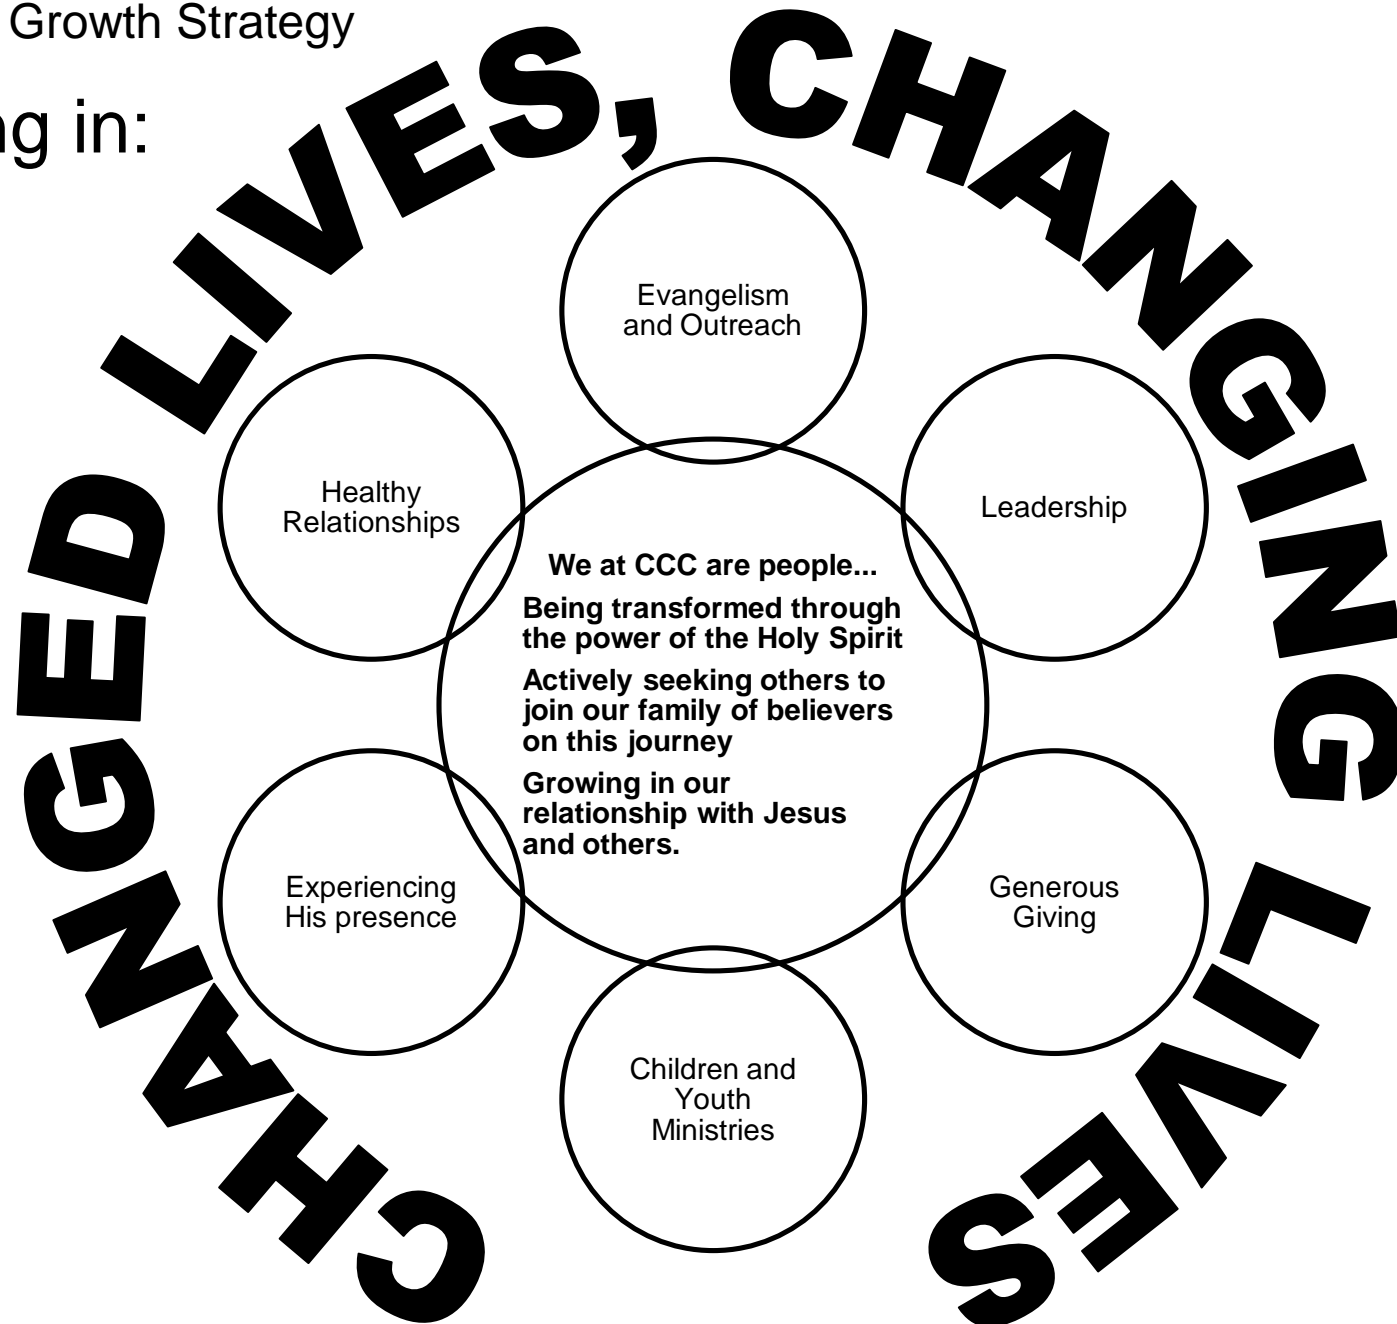 Growth Strategy
in:
CHANGED LIVES, CHANGING LIVES
Evangelism
and Outreach
Healthy
Relationships
Leadership
We at CCC are people...
Being transformed through
the power of the Holy Spirit
Actively seeking others to
join our family of believers
on this journey
Growing in our
relationship with Jesus
and others.
Experiencing
His presence
Generous
Giving
Children and
Youth
Ministries